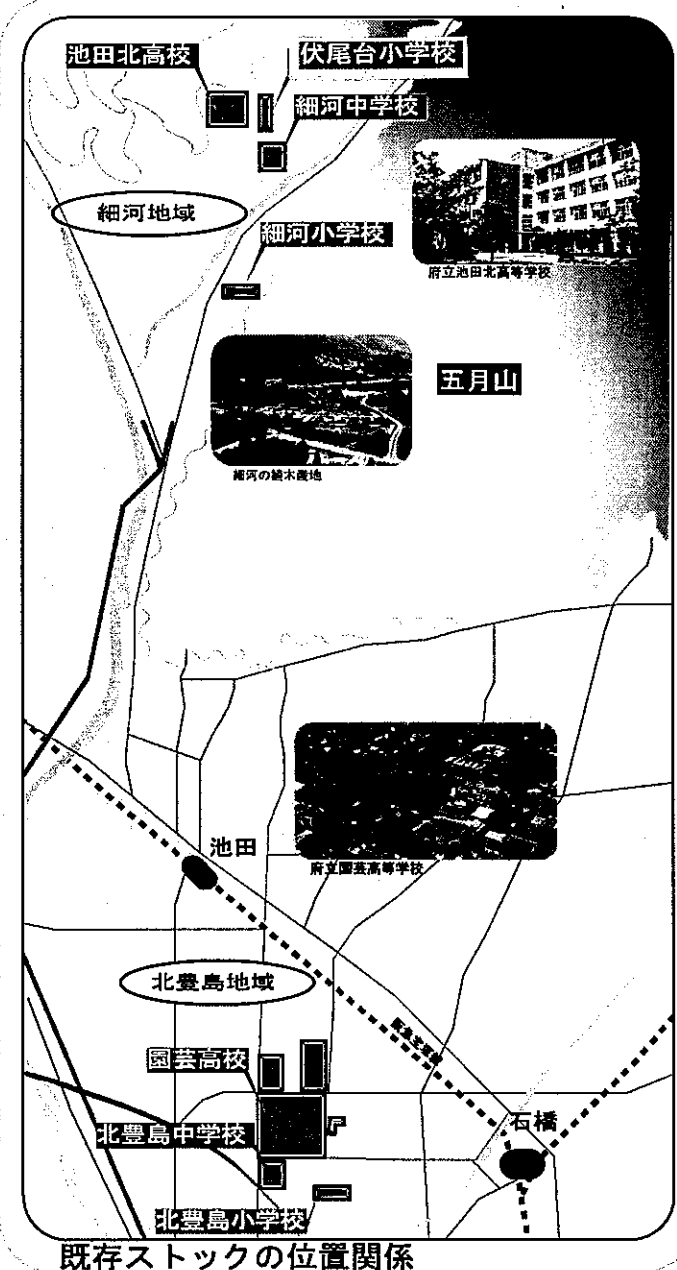 池田北高校
伏尾台小学校
細河中学校
細河地域
細河小学校
府立池田北高等学校
五月山
細河の植木産地
池田
府立園芸高等学校
北豊島地域
阪急宝塚線
園芸高校
石橋
北豊島中学校
北豊島小学校
既存ストックの位置関係